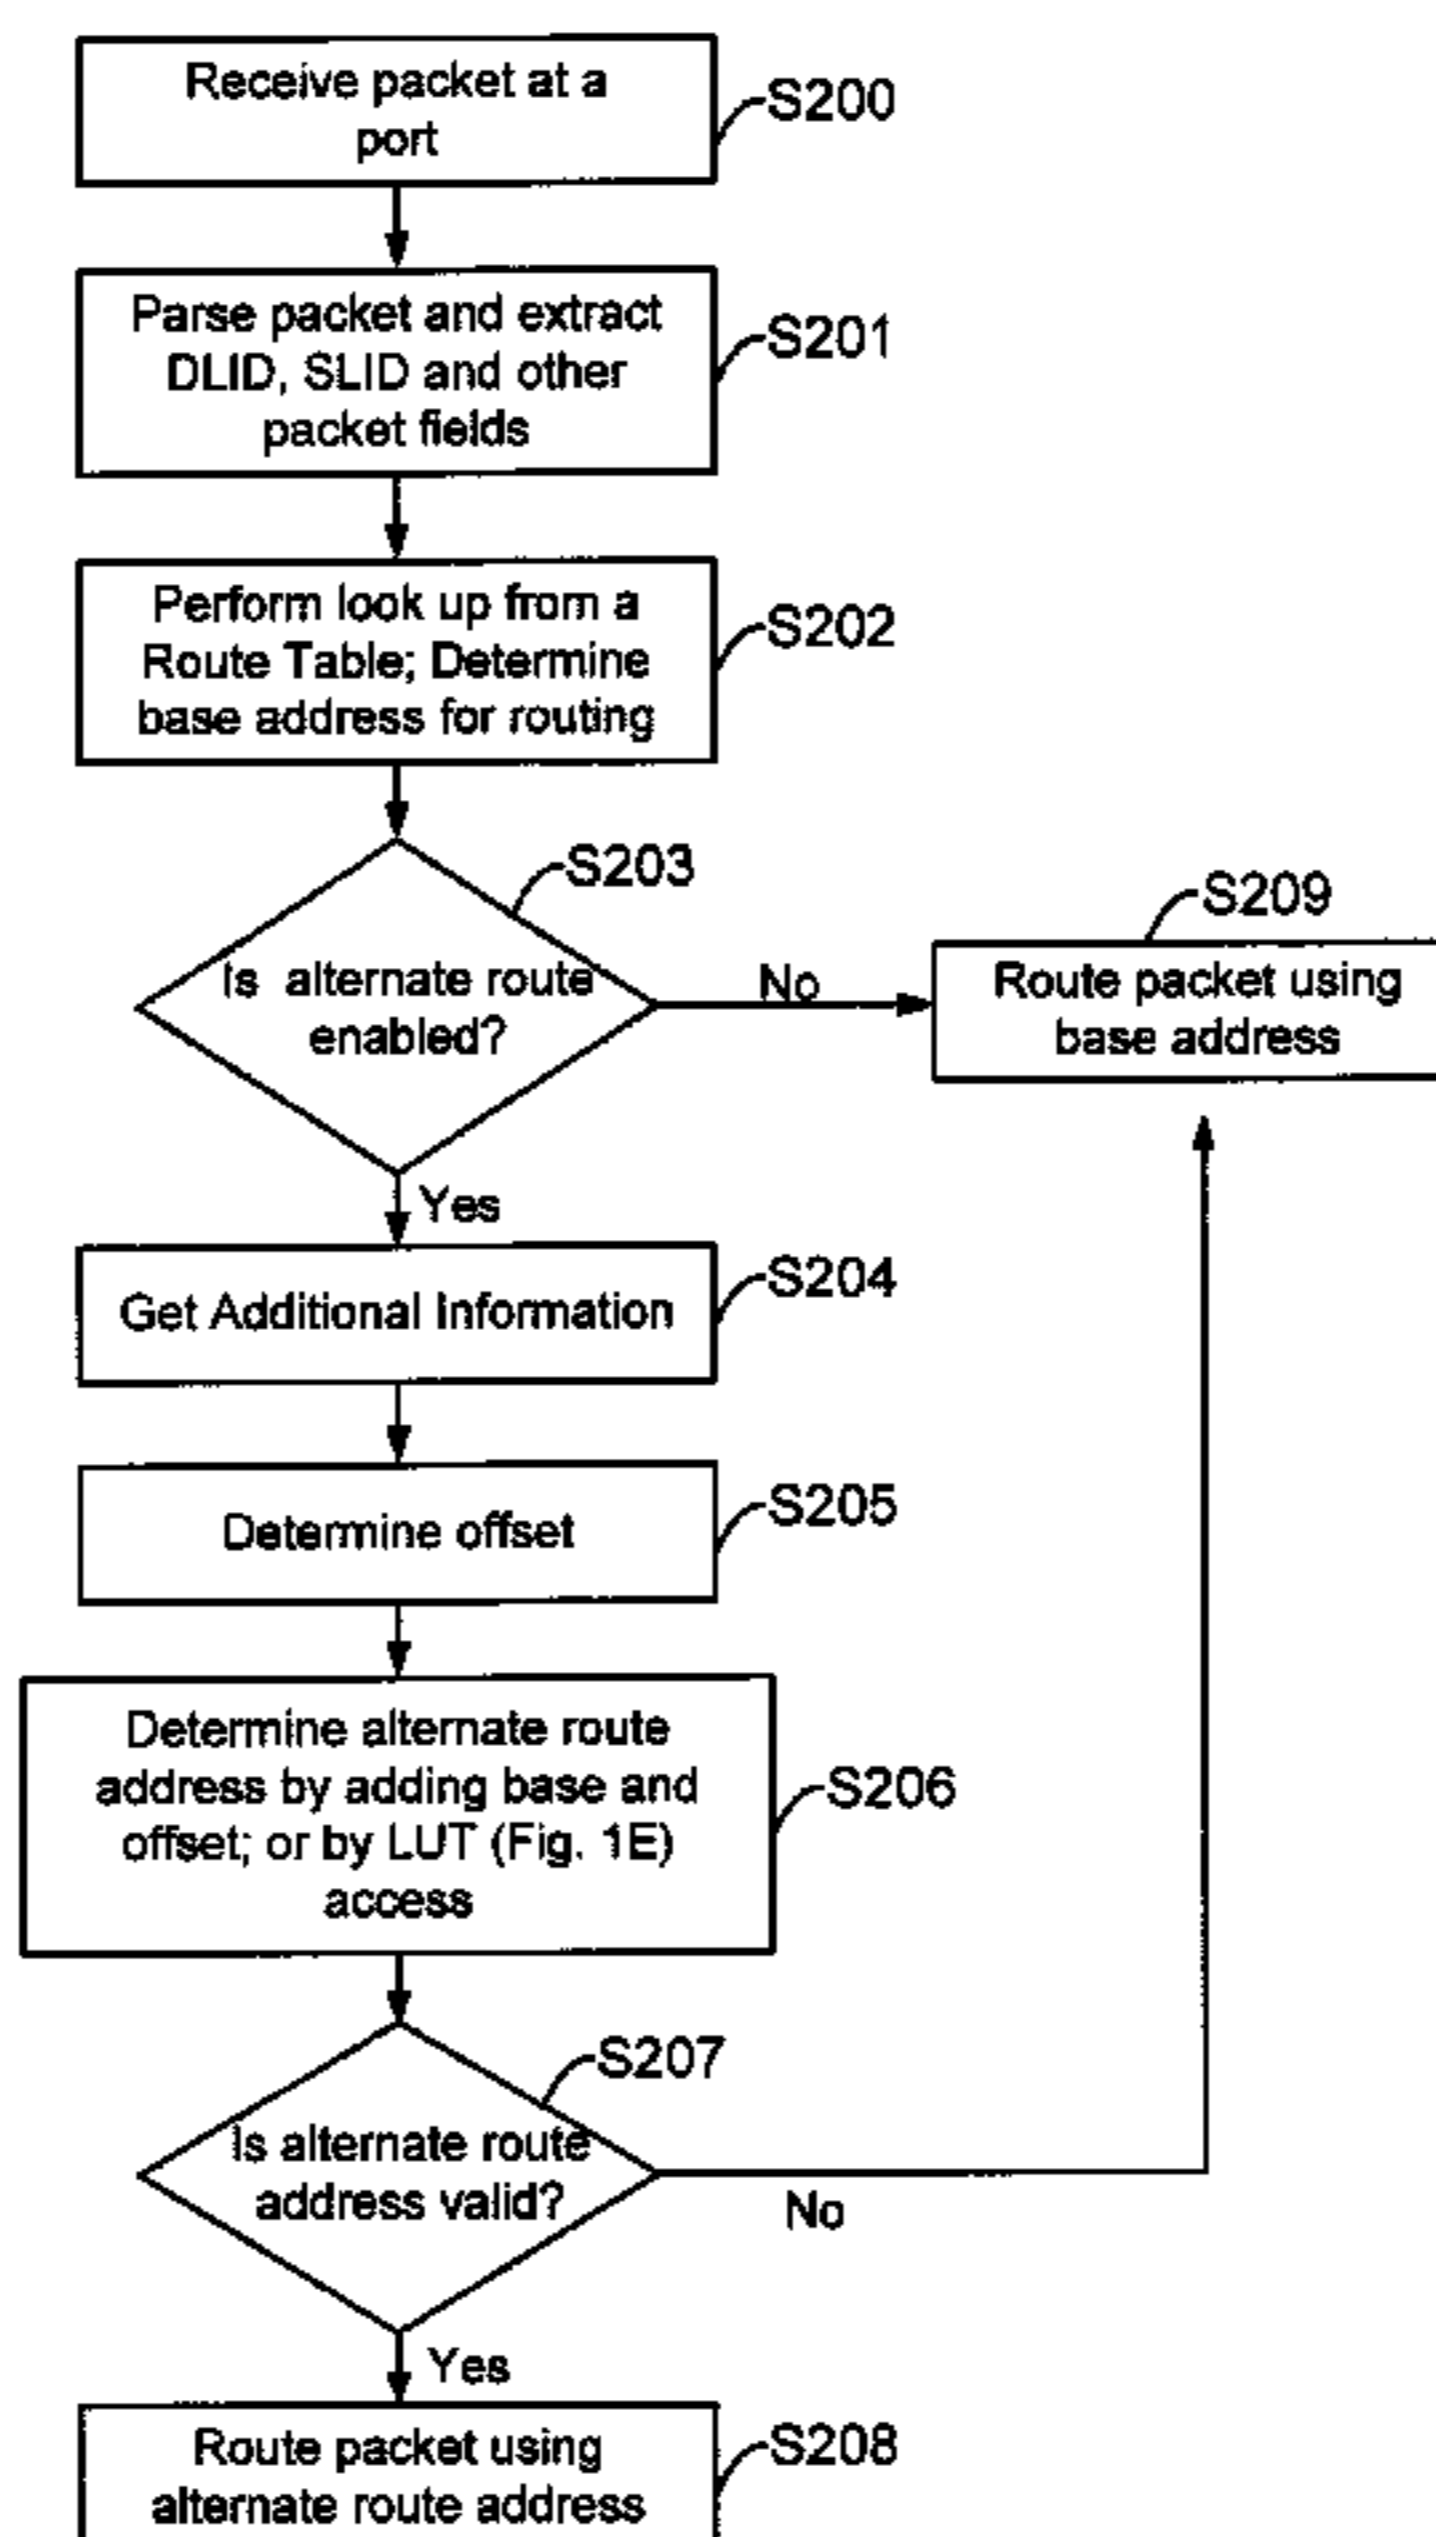 Receive packet at a
port
S200
Parse packet and extract
DLID, SLID and other
packet fields
S201
Perform look up from a
Route Table; Determine
base address for routing
S202
S203
Is alternate route
enabled?
No
S209
Route packet using
base address
Yes
Get Additional Information
S204
Determine offset
S205
Determine alternate route
address by adding base and
offset; or by LUT (Fig. 1E)
access
S206
S207
Is alternate route
address valid?
No
Yes
Route packet using
alternate route address
S208